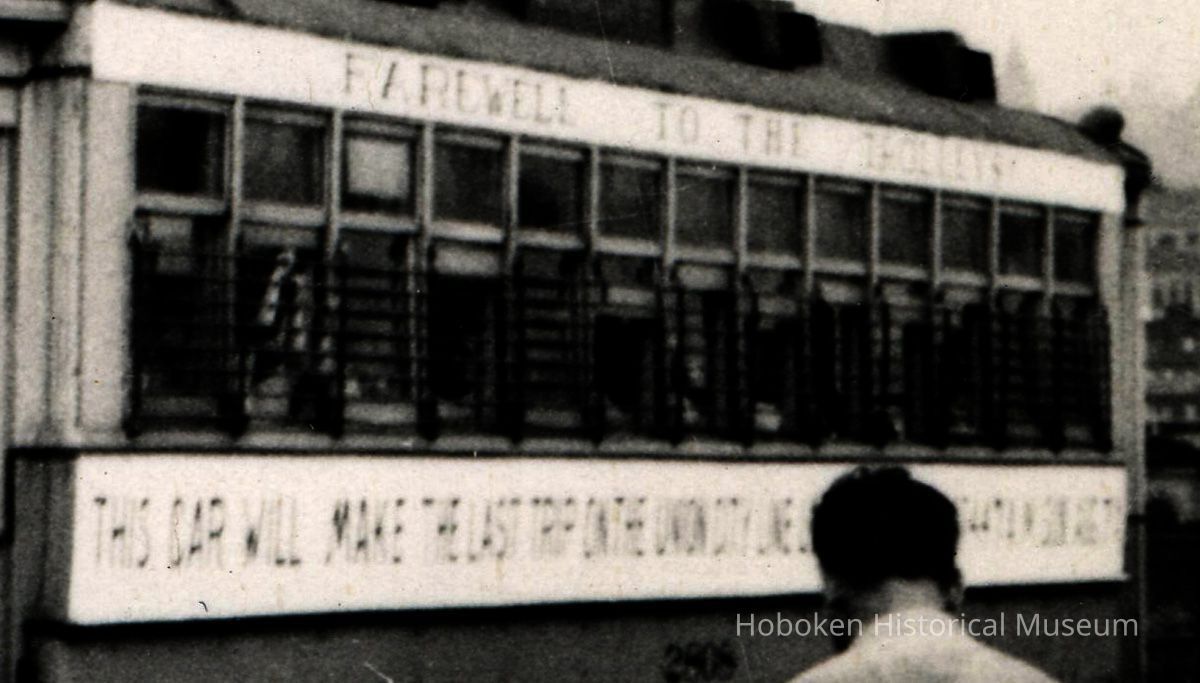 FAREWELL TO THE TROLLEYS
THIS CAR WILL MAKE THE LAST TRIP ON THE UNION CITY LINE
2806
Hoboken Historical Museum